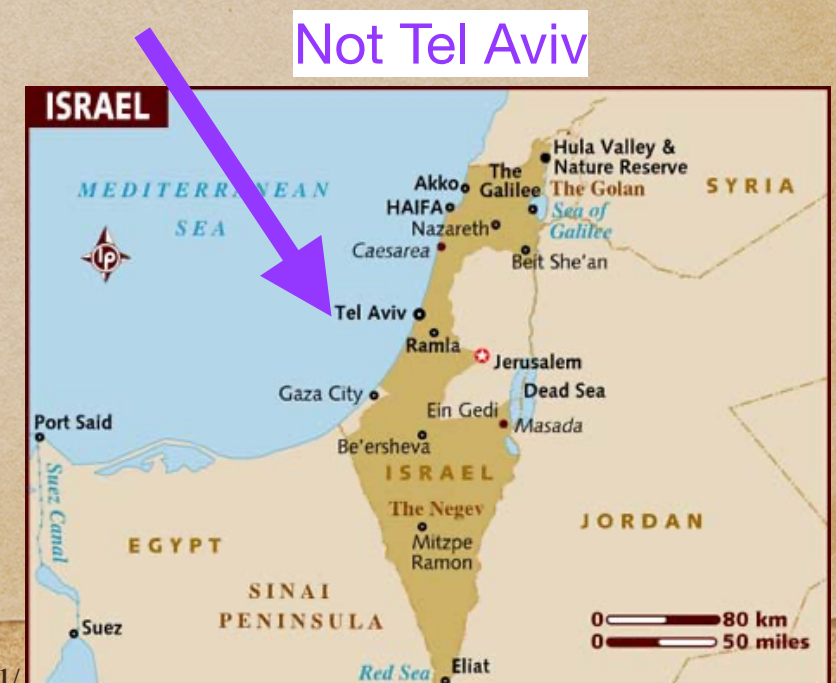 Not Tel Aviv
ISRAEL
Hula Valley &
Nature Reserve
The
Galilee
The Golan
SYRIA
MEDITERRANEAN
SEA
Akko
HAIFA
Sea of
Galilee
Nazareth
Caesarea
Beit She'an
LP
Tel Aviv
Ramla
Jerusalem
Gaza City
Dead Sea
Ein Gedi
Masada
Port Said
Be'ersheva
ISRAEL
Suez Canal
The Negev
JORDAN
EGYPT
Mitzpe
Ramon
SINAI
PENINSULA
0 80 km
0 50 miles
Suez
Red Sea
Eliat
1/